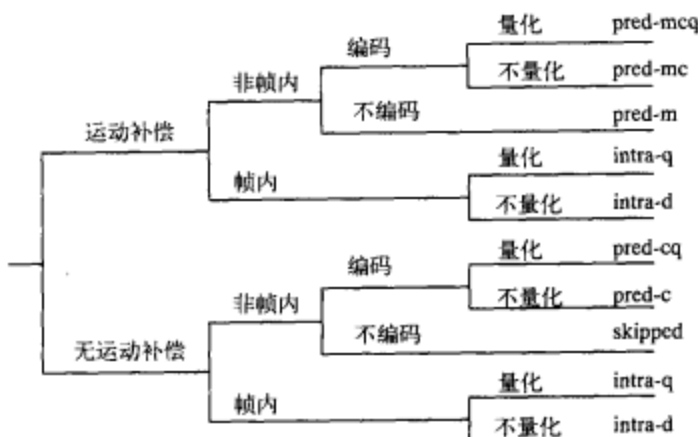 量化 pred-mcq
编码
不量化 pred-mc
非帧内
不编码 pred-m
运动补偿
量化 intra-q
帧内
不量化 intra-d
量化 pred-cq
编码
不量化 pred-c
非帧内
不编码 skipped
无运动补偿
量化 intra-q
帧内
不量化 intra-d